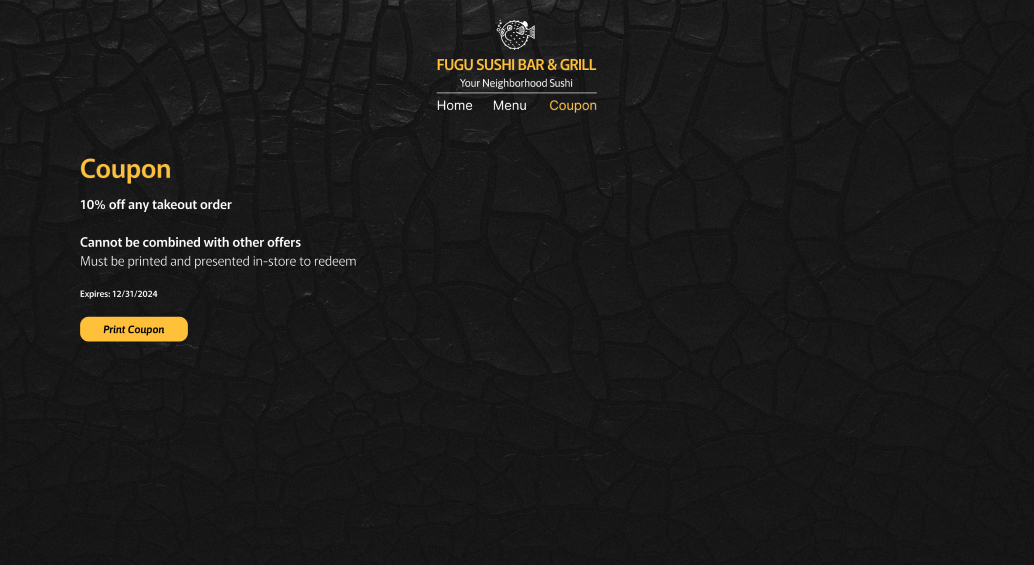 FUGU SUSHI BAR & GRILL
Your Neighborhood Sushi
Home Menu Coupon
Coupon
10% off any takeout order
Cannot be combined with other offers
Must be printed and presented in-store to redeem
Expires: 12/31/2024
Print Coupon